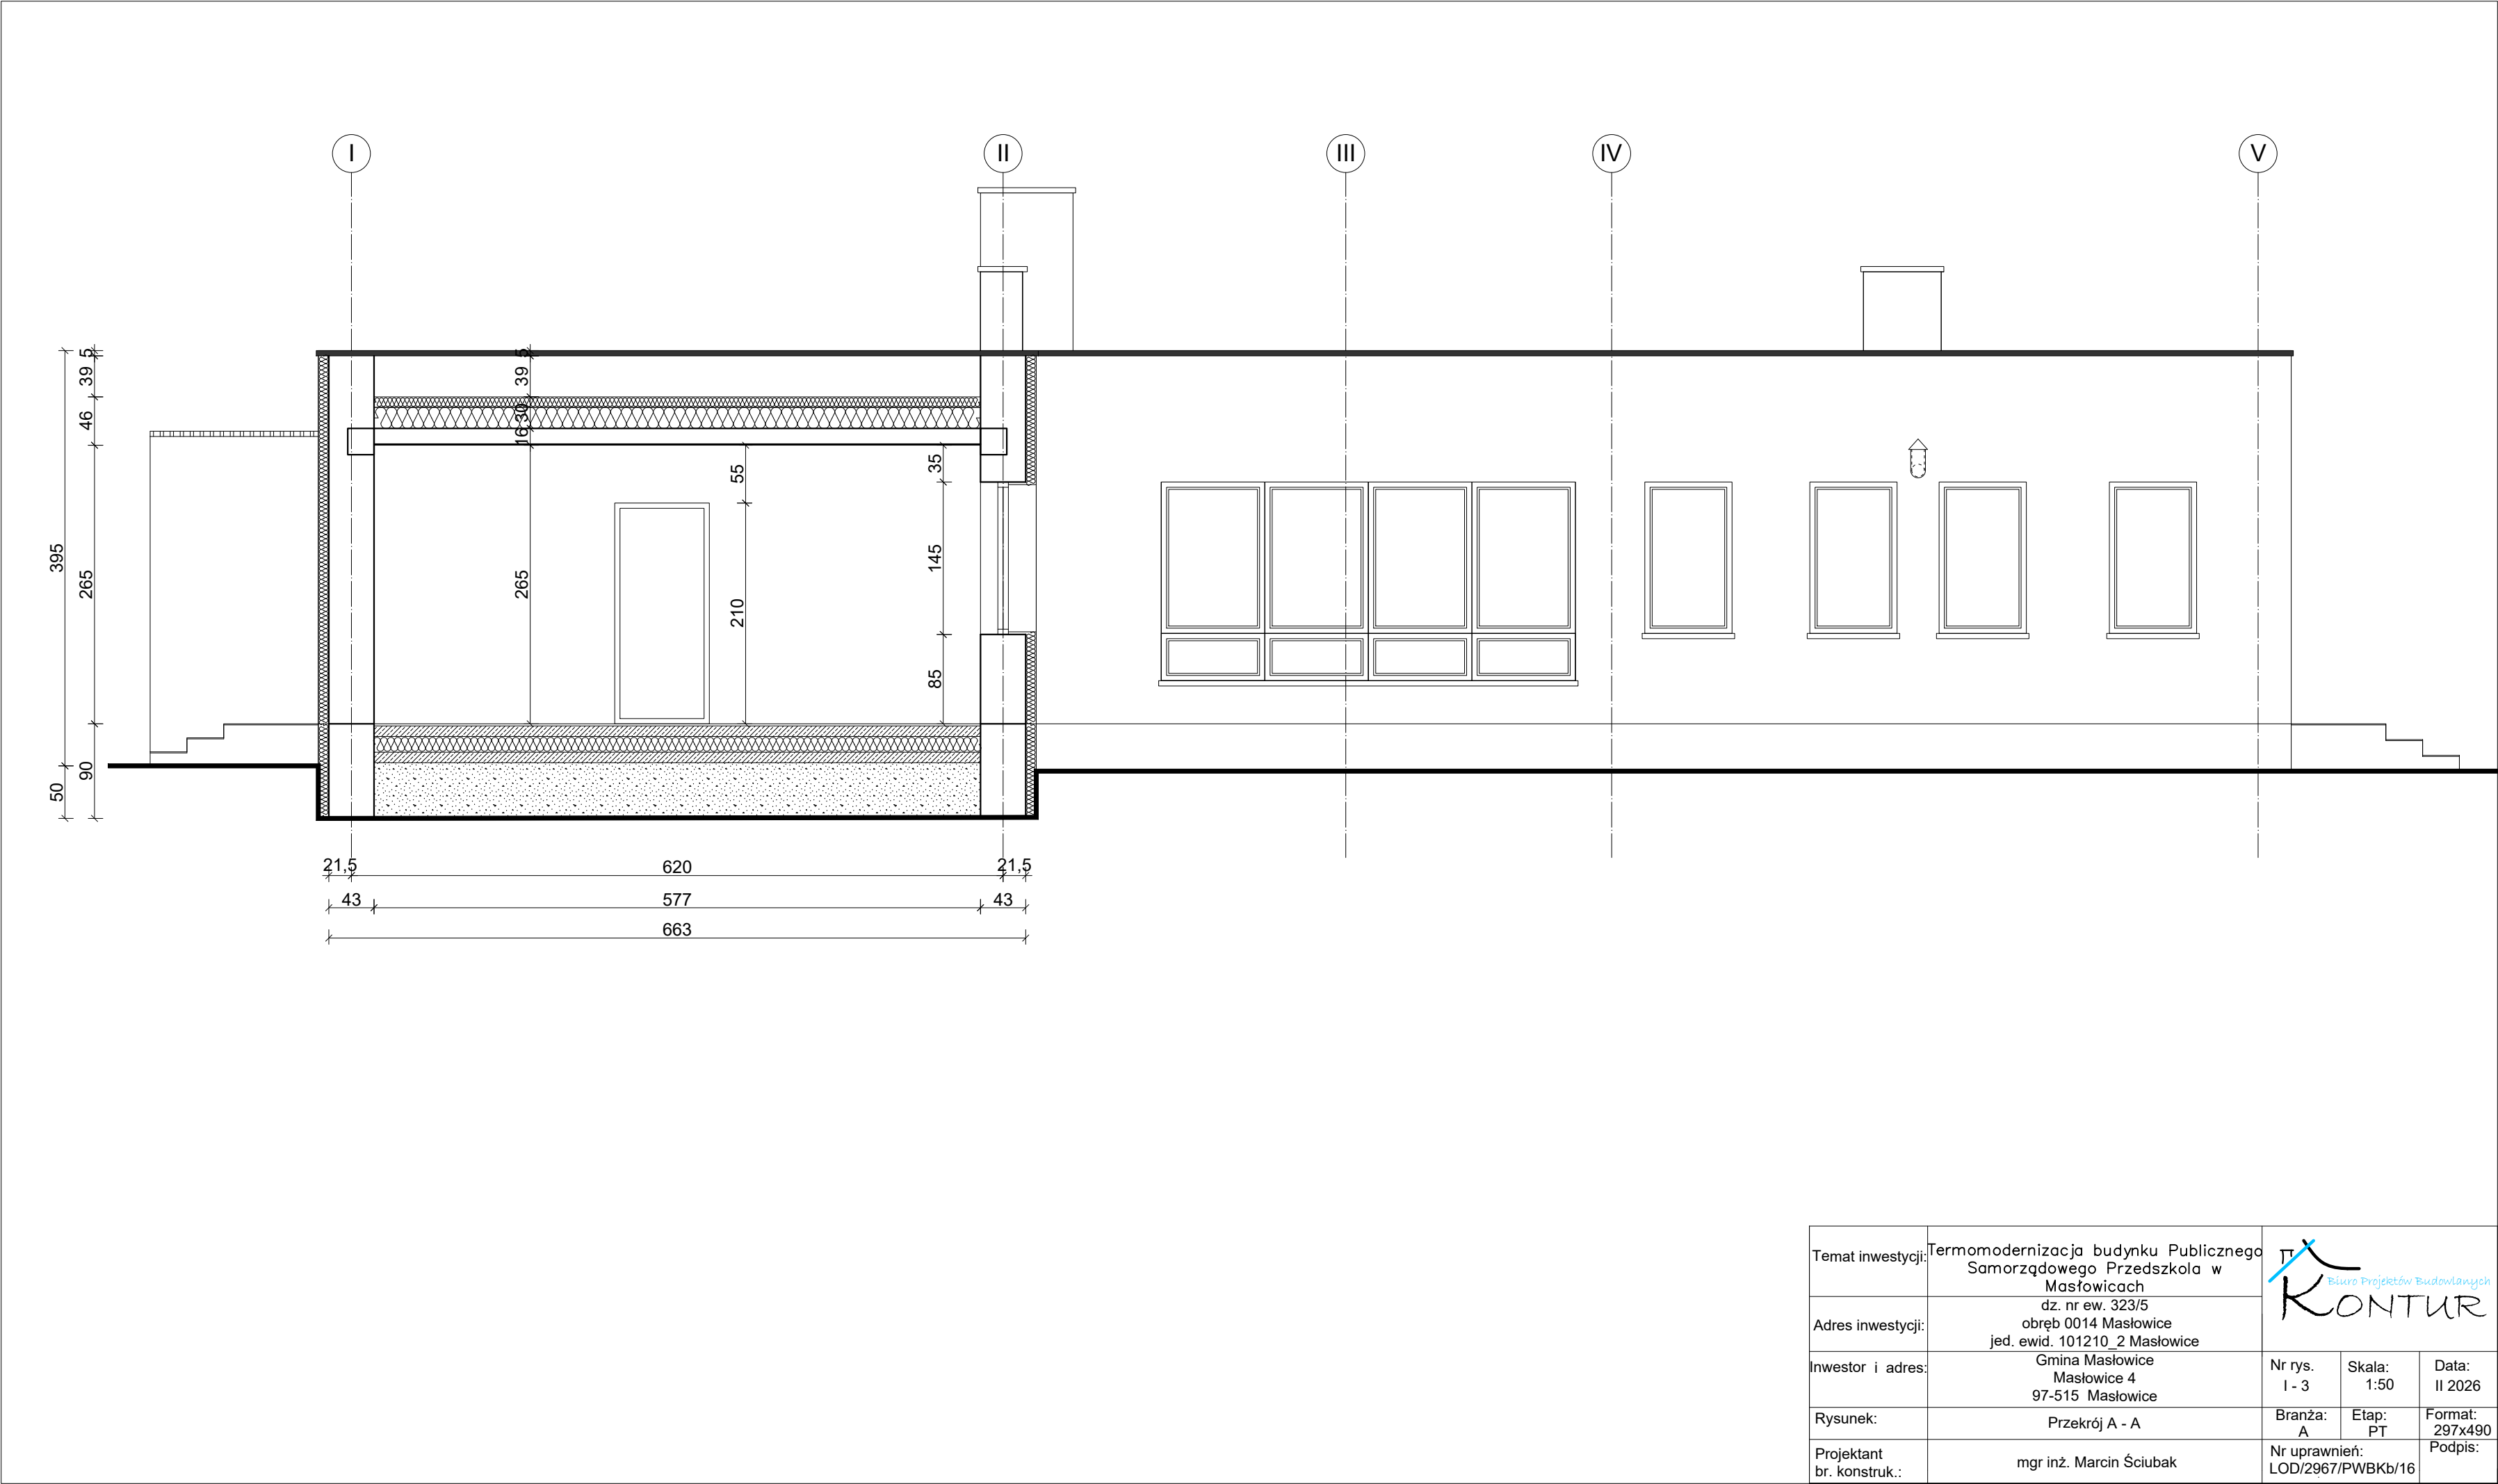 I
II
III
IV
V
5
39
46
395
265
90
50
5
39
30
16
265
55
210
35
145
85
21,5
620
21,5
43
577
43
663
Temat inwestycji:
Termomodernizacja budynku Publicznego
Samorządowego Przedszkola w
Masłowicach
Biuro Projektów Budowlanych
KONTUR
Adres inwestycji:
dz. nr ew. 323/5
obręb 0014 Masłowice
jed. ewid. 101210_2 Masłowice
Inwestor i adres:
Gmina Masłowice
Masłowice 4
97-515 Masłowice
Nr rys.
I - 3
Skala:
1:50
Data:
II 2026
Rysunek:
Przekrój A - A
Branża:
A
Etap:
PT
Format:
297x490
Projektant
br. konstruk.:
mgr inż. Marcin Ściubak
Nr uprawnień:
LOD/2967/PWBKb/16
Podpis: